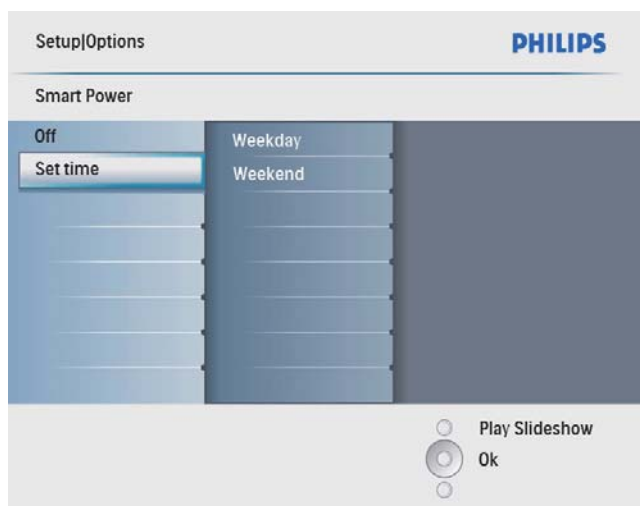 Setup|Options
PHILIPS
Smart Power
Off
Set time
Weekday
Weekend
Play Slideshow
Ok